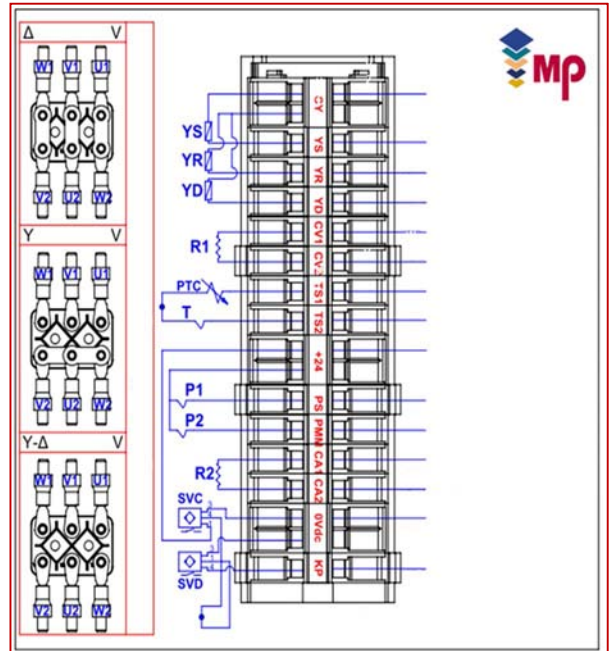 Δ V
W1 V1 U1
V2 U2 W2
Y V
W1 V1 U1
V2 U2 W2
Y-Δ V
W1 V1 U1
V2 U2 W2
YS
YR
YD
R1
PTC
T
P1
P2
R2
SVC
SVD
CY
YS
YR
YD
CV1
CV2
TS1
TS2
+24
PS
PMN
CA1
CA2
0Vdc
KP
MP